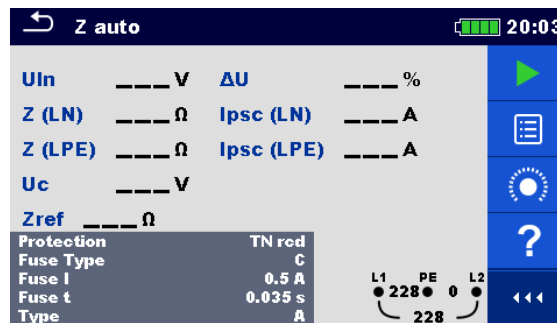 Z auto 20:03
Uln ___V ΔU ___%
Z (LN) ___Ω Ipsc (LN) ___A
Z (LPE) ___Ω Ipsc (LPE) ___A
Uc ___V
Zref ___Ω
Protection TN rcd
Fuse Type C
Fuse I 0.5 A
Fuse t 0.035 s
Type A
L1 PE L2
228 0
228
?